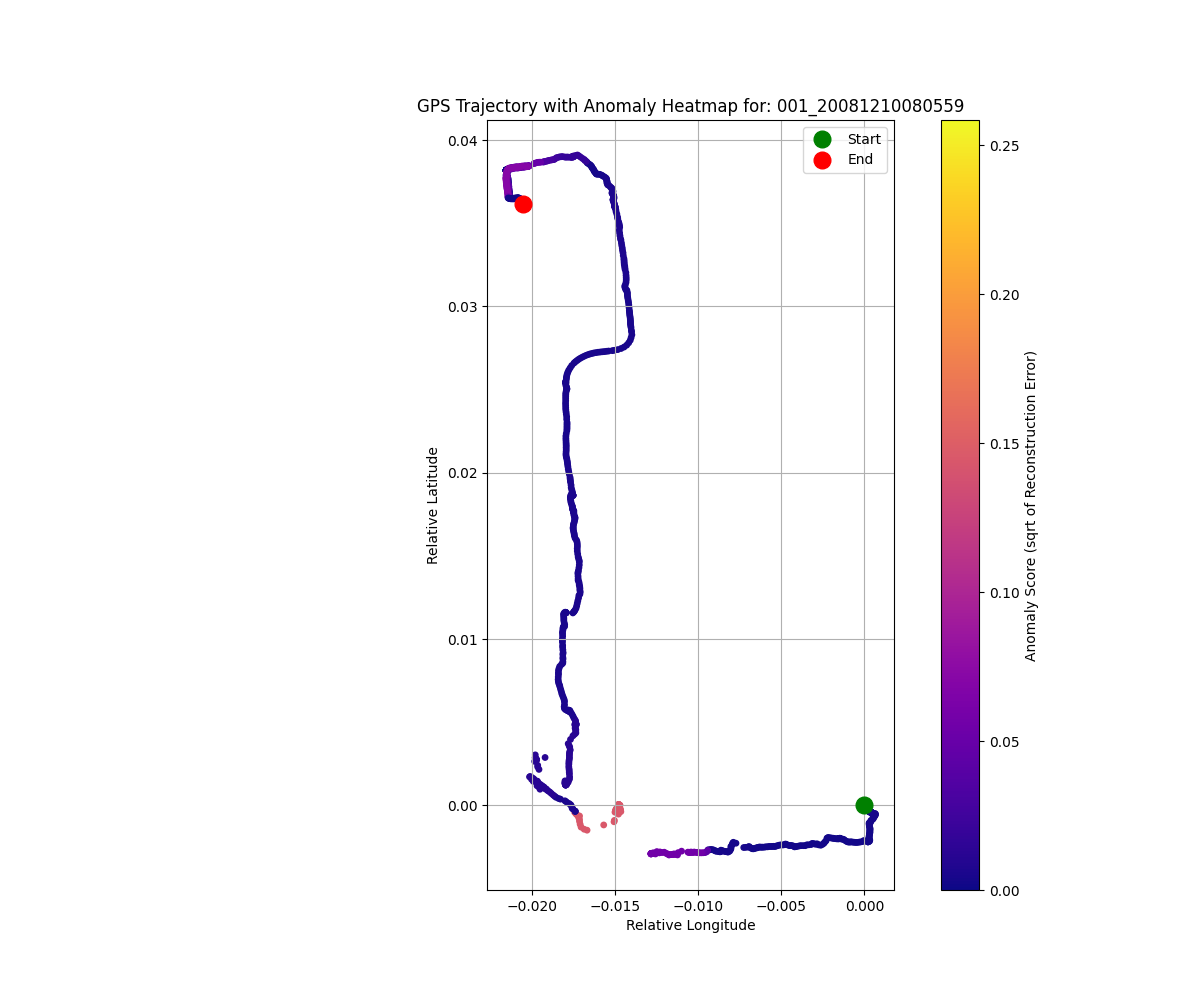 GPS Trajectory with Anomaly Heatmap for: 001_20081210080559
Start
End
0.04
0.03
0.02
0.01
0.00
Relative Latitude
−0.020
−0.015
−0.010
−0.005
0.000
Relative Longitude
0.25
0.20
0.15
0.10
0.05
0.00
Anomaly Score (sqrt of Reconstruction Error)